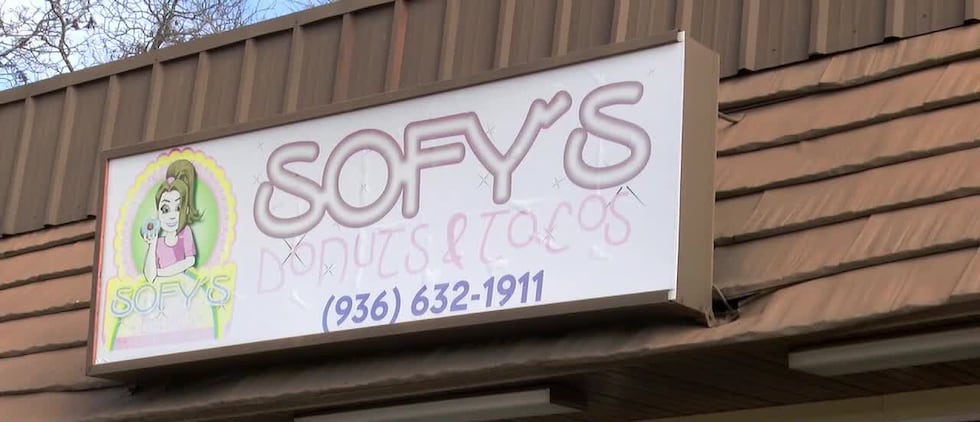 SOFY'S
DONUTS & TACOS
(936) 632-1911
SOFY'S